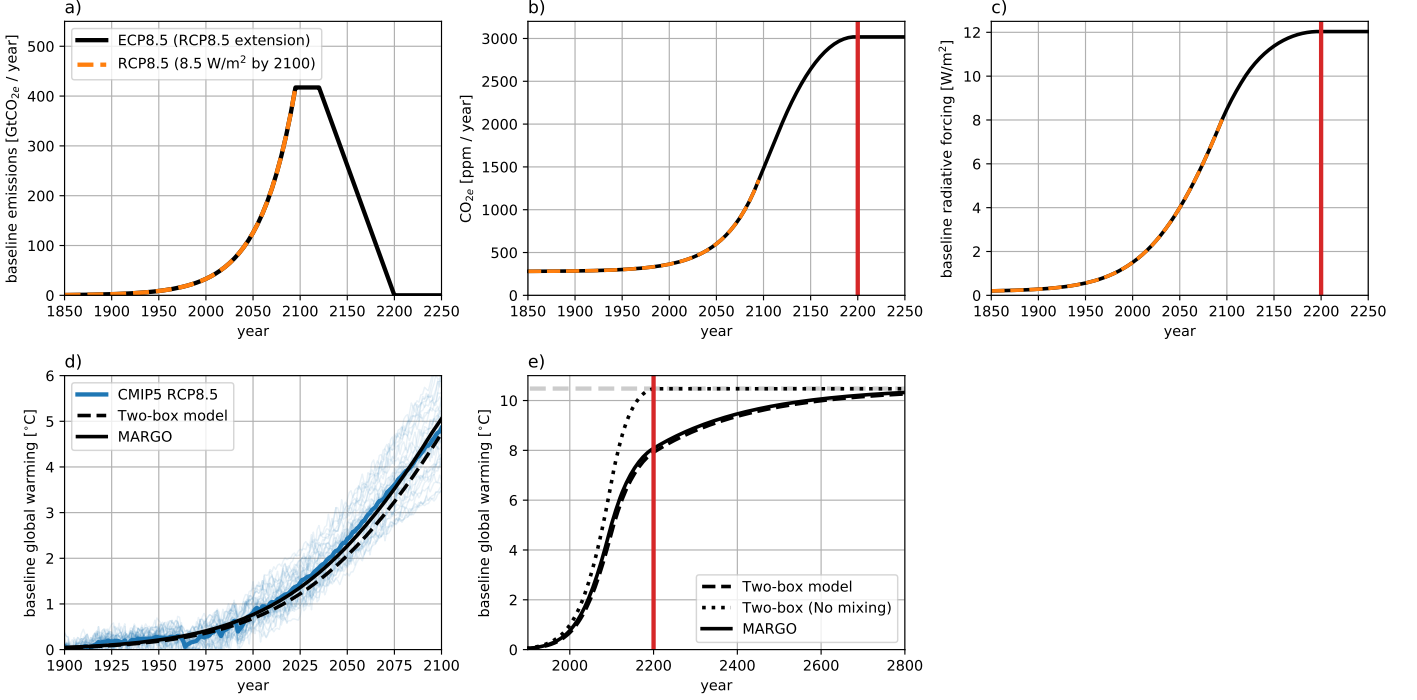 a)
baseline emissions [GtCO2e / year]
500
400
300
200
100
0
ECP8.5 (RCP8.5 extension)
RCP8.5 (8.5 W/m² by 2100)
1850 1900 1950 2000 2050 2100 2150 2200 2250
year
b)
CO2e [ppm / year]
3000
2500
2000
1500
1000
500
0
1850 1900 1950 2000 2050 2100 2150 2200 2250
year
c)
baseline radiative forcing [W/m²]
12
10
8
6
4
2
0
1850 1900 1950 2000 2050 2100 2150 2200 2250
year
d)
baseline global warming [°C]
6
5
4
3
2
1
0
CMIP5 RCP8.5
Two-box model
MARGO
1900 1925 1950 1975 2000 2025 2050 2075 2100
year
e)
baseline global warming [°C]
10
8
6
4
2
0
Two-box model
Two-box (No mixing)
MARGO
2000 2200 2400 2600 2800
year